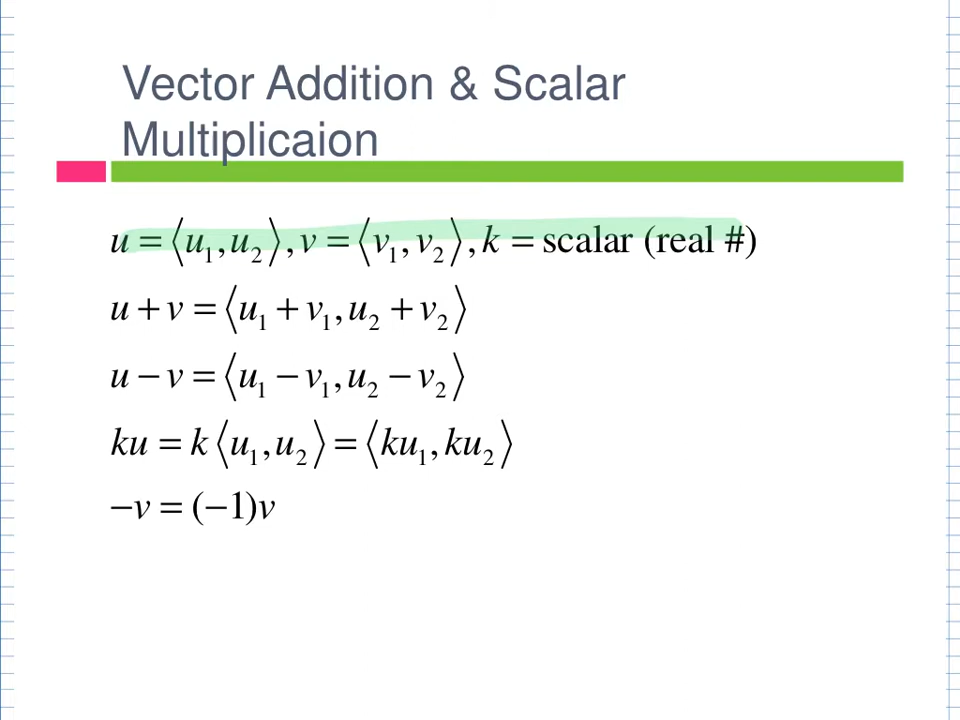 Vector Addition & Scalar
Multiplicaion
u = ⟨u₁, u₂⟩, v = ⟨v₁, v₂⟩, k = scalar (real #)
u + v = ⟨u₁ + v₁, u₂ + v₂⟩
u − v = ⟨u₁ − v₁, u₂ − v₂⟩
ku = k⟨u₁, u₂⟩ = ⟨ku₁, ku₂⟩
−v = (−1)v